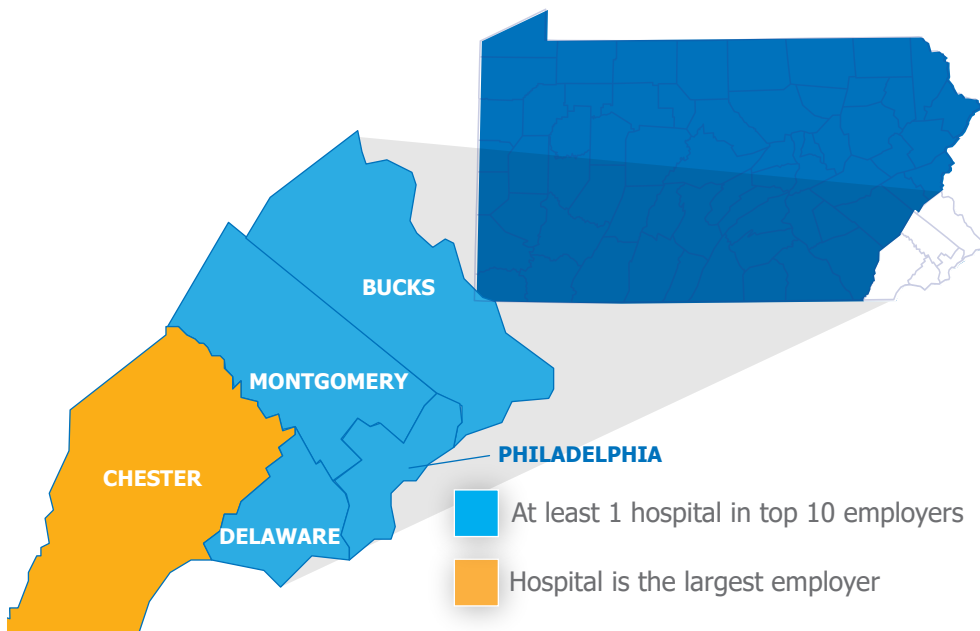 BUCKS
MONTGOMERY
PHILADELPHIA
CHESTER
At least 1 hospital in top 10 employers
DELAWARE
Hospital is the largest employer